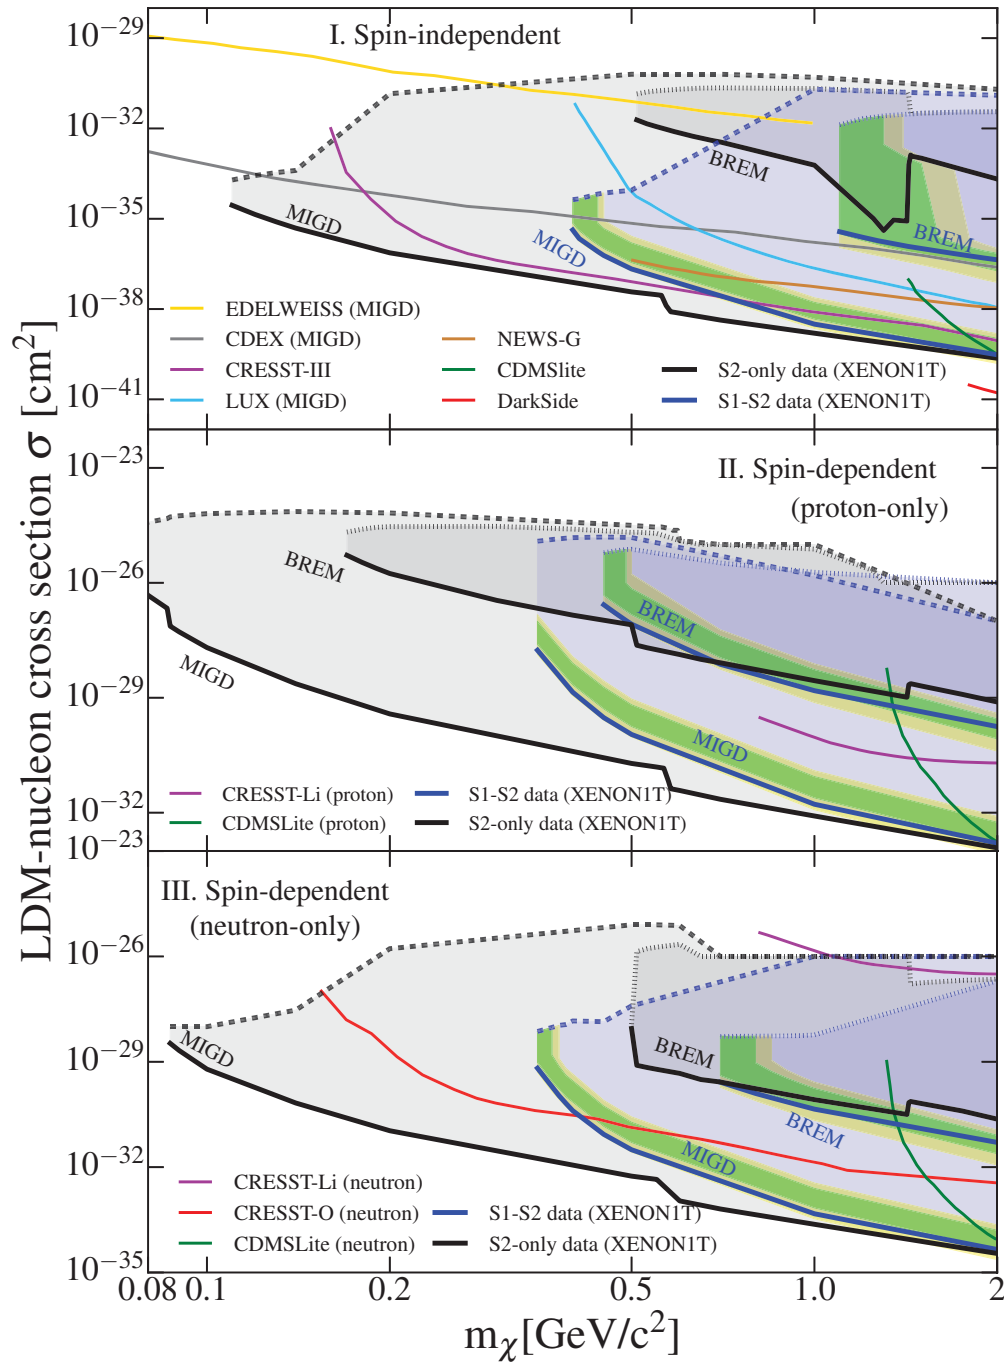 LDM-nucleon cross section σ [cm²]
10⁻²⁹
10⁻³²
10⁻³⁵
10⁻³⁸
10⁻⁴¹
I. Spin-independent
BREM
MIGD
MIGD
BREM
EDELWEISS (MIGD)
CDEX (MIGD)
CRESST-III
LUX (MIGD)
NEWS-G
CDMSlite
DarkSide
S2-only data (XENON1T)
S1-S2 data (XENON1T)
10⁻²³
10⁻²⁶
10⁻²⁹
10⁻³²
II. Spin-dependent
(proton-only)
BREM
BREM
MIGD
MIGD
CRESST-Li (proton)
CDMSLite (proton)
S1-S2 data (XENON1T)
S2-only data (XENON1T)
10⁻²³
10⁻²⁶
10⁻²⁹
10⁻³²
10⁻³⁵
III. Spin-dependent
(neutron-only)
MIGD
BREM
BREM
MIGD
CRESST-Li (neutron)
CRESST-O (neutron)
CDMSLite (neutron)
S1-S2 data (XENON1T)
S2-only data (XENON1T)
0.08 0.1 0.2 0.5 1.0 2
mχ[GeV/c²]